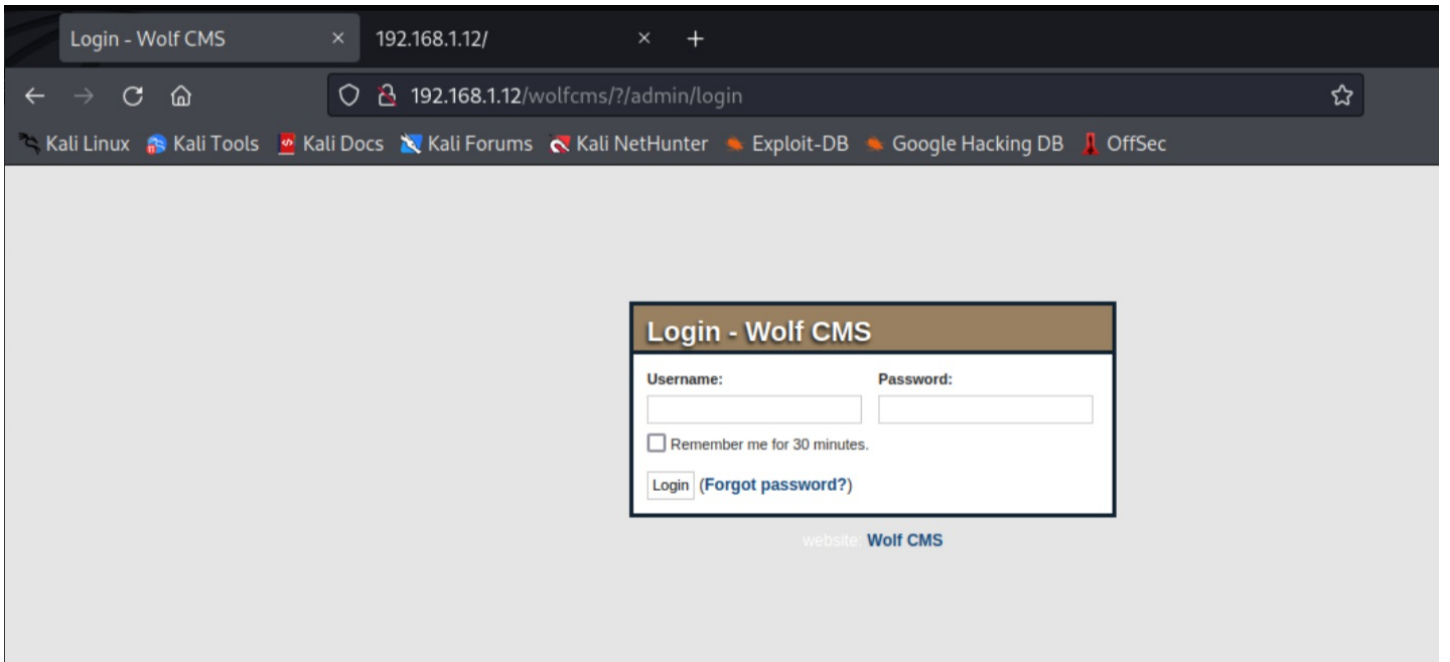 Login - Wolf CMS × 192.168.1.12/ × +
192.168.1.12/wolfcms/?/admin/login
Kali Linux Kali Tools Kali Docs Kali Forums Kali NetHunter Exploit-DB Google Hacking DB OffSec
Login - Wolf CMS
Username: Password:
Remember me for 30 minutes.
Login (Forgot password?)
website: Wolf CMS